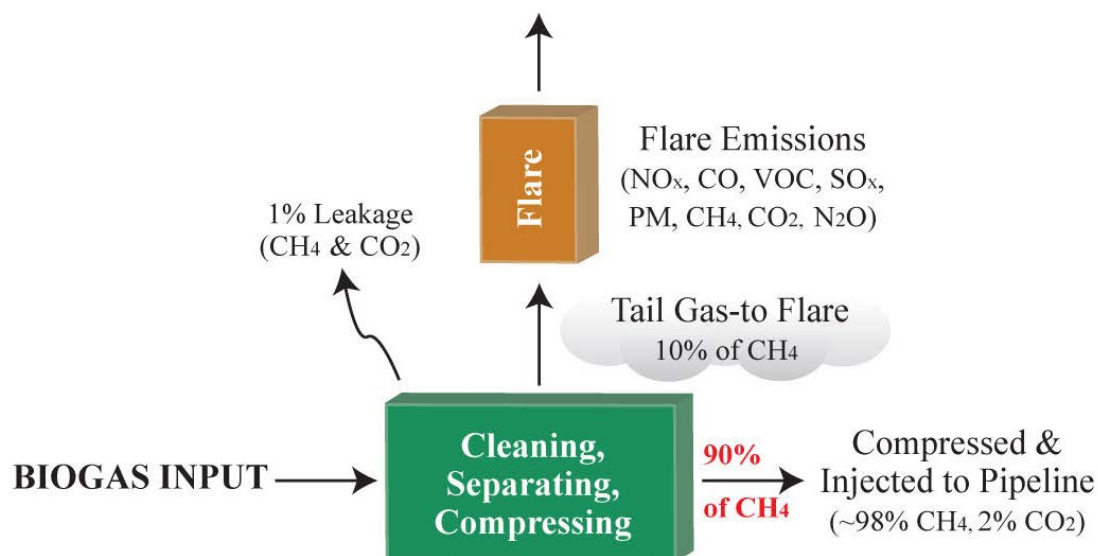 Flare
Flare Emissions
(NOx, CO, VOC, SOx,
PM, CH4, CO2, N2O)
1% Leakage
(CH4 & CO2)
Tail Gas-to Flare
10% of CH4
BIOGAS INPUT
Cleaning,
Separating,
Compressing
90%
of CH4
Compressed &
Injected to Pipeline
(~98% CH4, 2% CO2)